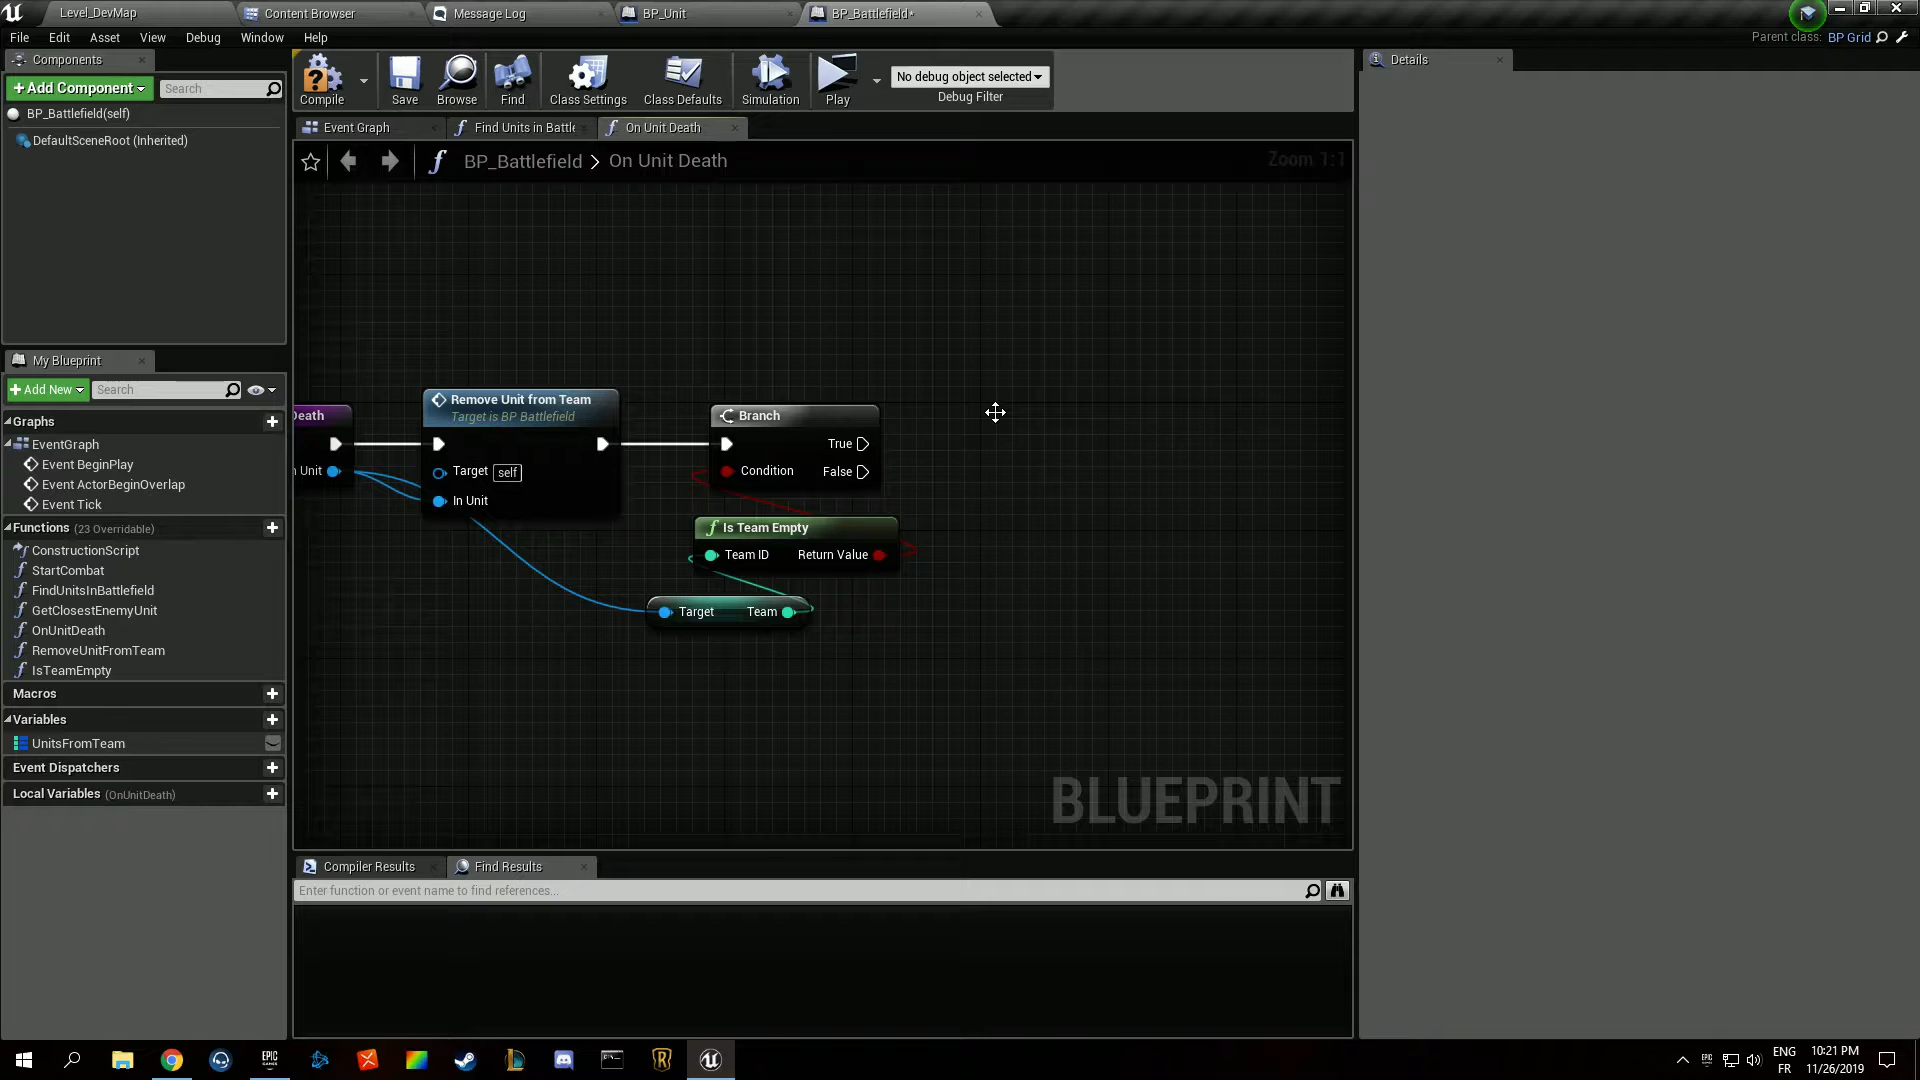 Level_DevMap
Content Browser
Message Log
BP_Unit
BP_Battlefield*
File Edit Asset View Debug Window Help
Parent class: BP Grid
Components
+Add Component
Search
BP_Battlefield(self)
DefaultSceneRoot (Inherited)
Compile
Save
Browse
Find
Class Settings
Class Defaults
Simulation
Play
No debug object selected
Debug Filter
Details
Event Graph
Find Units in Battle
On Unit Death
BP_Battlefield > On Unit Death
Zoom 1:1
My Blueprint
+Add New
Search
Graphs
EventGraph
Event BeginPlay
Event ActorBeginOverlap
Event Tick
Functions (23 Overridable)
ConstructionScript
StartCombat
FindUnitsInBattlefield
GetClosestEnemyUnit
OnUnitDeath
RemoveUnitFromTeam
IsTeamEmpty
Macros
Variables
UnitsFromTeam
Event Dispatchers
Local Variables (OnUnitDeath)
Death
n Unit
Remove Unit from Team
Target is BP Battlefield
Target self
In Unit
Branch
True
Condition False
Is Team Empty
Team ID Return Value
Target Team
BLUEPRINT
Compiler Results
Find Results
Enter function or event name to find references...
EPIC
GAMES
ENG
FR
10:21 PM
11/26/2019